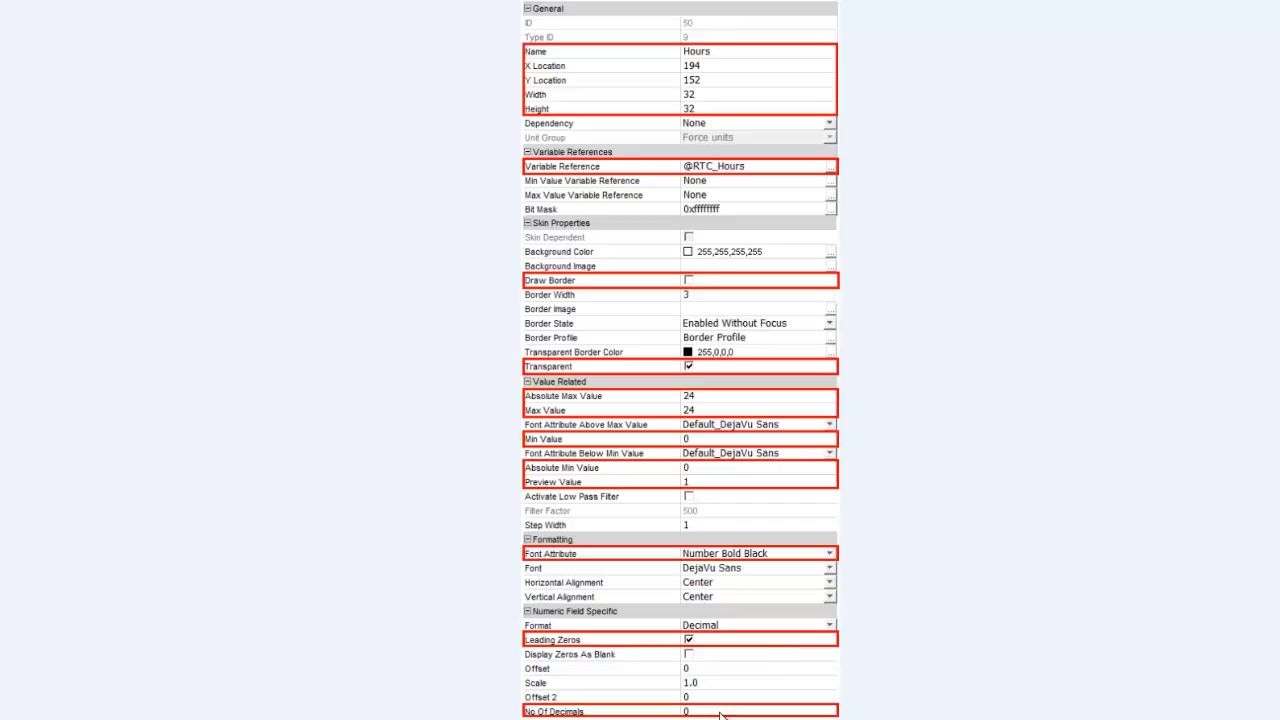 General
ID 50
Type ID 9
Name Hours
X Location 194
Y Location 152
Width 32
Height 32
Dependency None
Unit Group Force units
Variable References
Variable Reference @RTC_Hours ...
Min Value Variable Reference None ...
Max Value Variable Reference None ...
Bit Mask 0xffffffff ...
Skin Properties
Skin Dependent
Background Color 255,255,255,255 ...
Background Image ...
Draw Border
Border Width 3
Border Image ...
Border State Enabled Without Focus
Border Profile Border Profile ...
Transparent Border Color 255,0,0,0 ...
Transparent
Value Related
Absolute Max Value 24
Max Value 24
Font Attribute Above Max Value Default_DejaVu Sans
Min Value 0
Font Attribute Below Min Value Default_DejaVu Sans
Absolute Min Value 0
Preview Value 1
Activate Low Pass Filter
Filter Factor 500
Step Width 1
Formatting
Font Attribute Number Bold Black
Font DejaVu Sans
Horizontal Alignment Center
Vertical Alignment Center
Numeric Field Specific
Format Decimal
Leading Zeros
Display Zeros As Blank
Offset 0
Scale 1.0
Offset 2 0
No Of Decimals 0